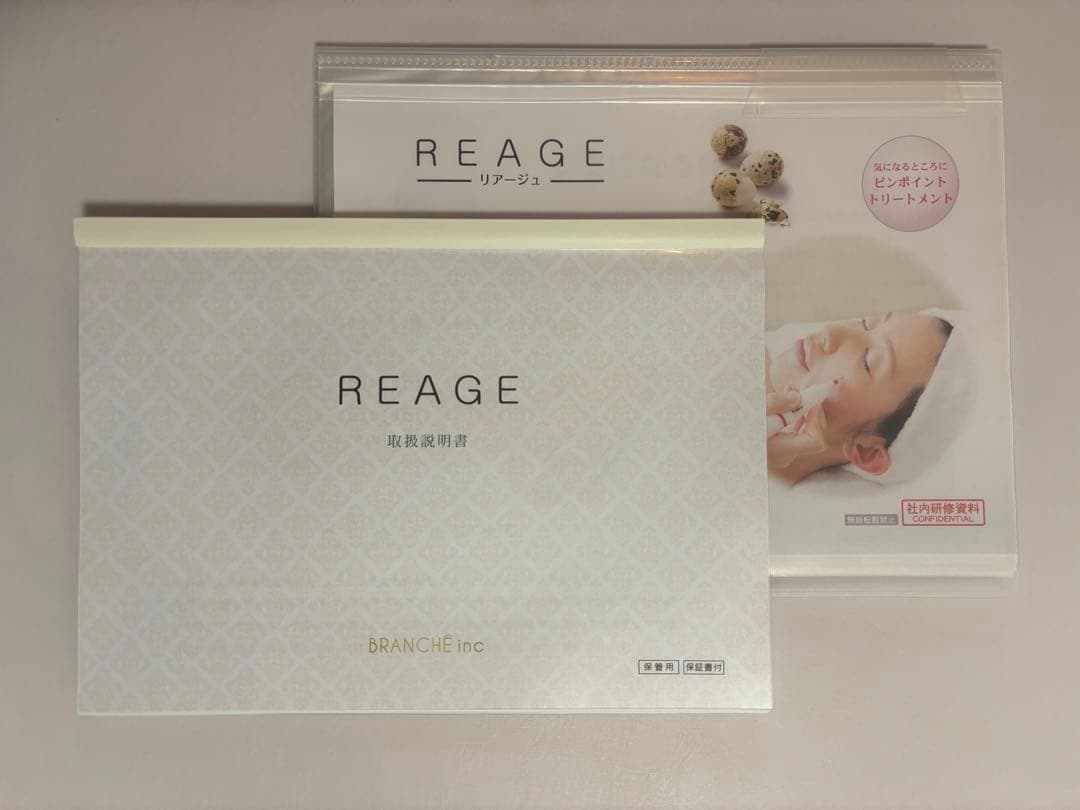 REAGE
リアージュ
気になるところに
ピンポイント
トリートメント
無断転載禁止
社内研修資料
CONFIDENTIAL
REAGE
取扱説明書
BRANCHÉ inc
保管用
保証書付